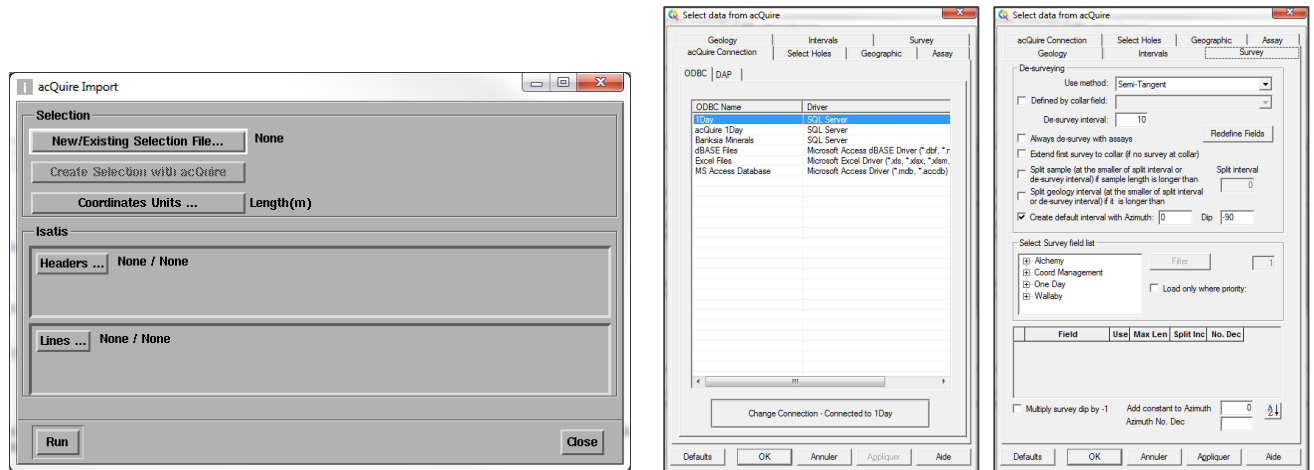 acQuire Import
Selection
New/Existing Selection File... None
Create Selection with acQuire
Coordinates Units ... Length(m)
Isatis
Headers ... None / None
Lines ... None / None
Run Close
Select data from acQuire
Geology Intervals Survey
acQuire Connection Select Holes Geographic Assay
ODBC DAP
ODBC Name Driver
1Day SQL Server
acQuire 1Day SQL Server
Banksia Minerals SQL Server
dBASE Files Microsoft Access dBASE Driver (*.dbf, *.n
Excel Files Microsoft Excel Driver (*.xls, *.xlsx, *.xlsm,
MS Access Database Microsoft Access Driver (*.mdb, *.accdb)
Change Connection - Connected to 1Day
Defaults OK Annuler Appliquer Aide
Select data from acQuire
acQuire Connection Select Holes Geographic Assay
Geology Intervals Survey
De-surveying
Use method: Semi-Tangent
Defined by collar field:
De-survey interval: 10
Always de-survey with assays Redefine Fields
Extend first survey to collar (if no survey at collar)
Split sample (at the smaller of split interval or Split interval
de-survey interval) if sample length is longer than 0
Split geology interval (at the smaller of split interval
or de-survey interval) if it is longer than
Create default interval with Azimuth: 0 Dip -90
Select Survey field list
Alchemy Filter 1
Coord Management
One Day Load only where priority:
Wallaby
Field Use Max Len Split Inc No. Dec
Multiply survey dip by -1 Add constant to Azimuth 0
Azimuth No. Dec
Defaults OK Annuler Appliquer Aide